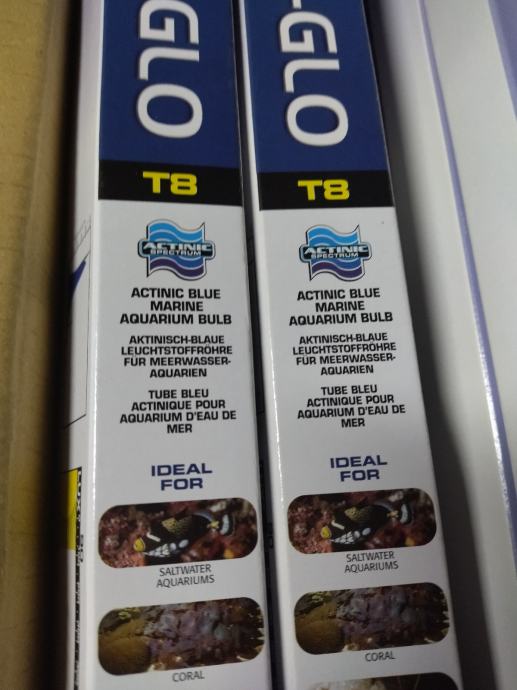 GLO
T8
ACTINIC
SPECTRUM
ACTINIC BLUE
MARINE
AQUARIUM BULB
AKTINISCH-BLAUE
LEUCHTSTOFFRÖHRE
FÜR MEERWASSER-
AQUARIEN
TUBE BLEU
ACTINIQUE POUR
AQUARIUM D'EAU DE
MER
IDEAL
FOR
SALTWATER
AQUARIUMS
CORAL
-GLO
T8
ACTINIC
SPECTRUM
ACTINIC BLUE
MARINE
AQUARIUM BULB
AKTINISCH-BLAUE
LEUCHTSTOFFRÖHRE
FÜR MEERWASSER-
AQUARIEN
TUBE BLEU
ACTINIQUE POUR
AQUARIUM D'EAU DE
MER
IDEAL
FOR
SALTWATER
AQUARIUMS
CORAL